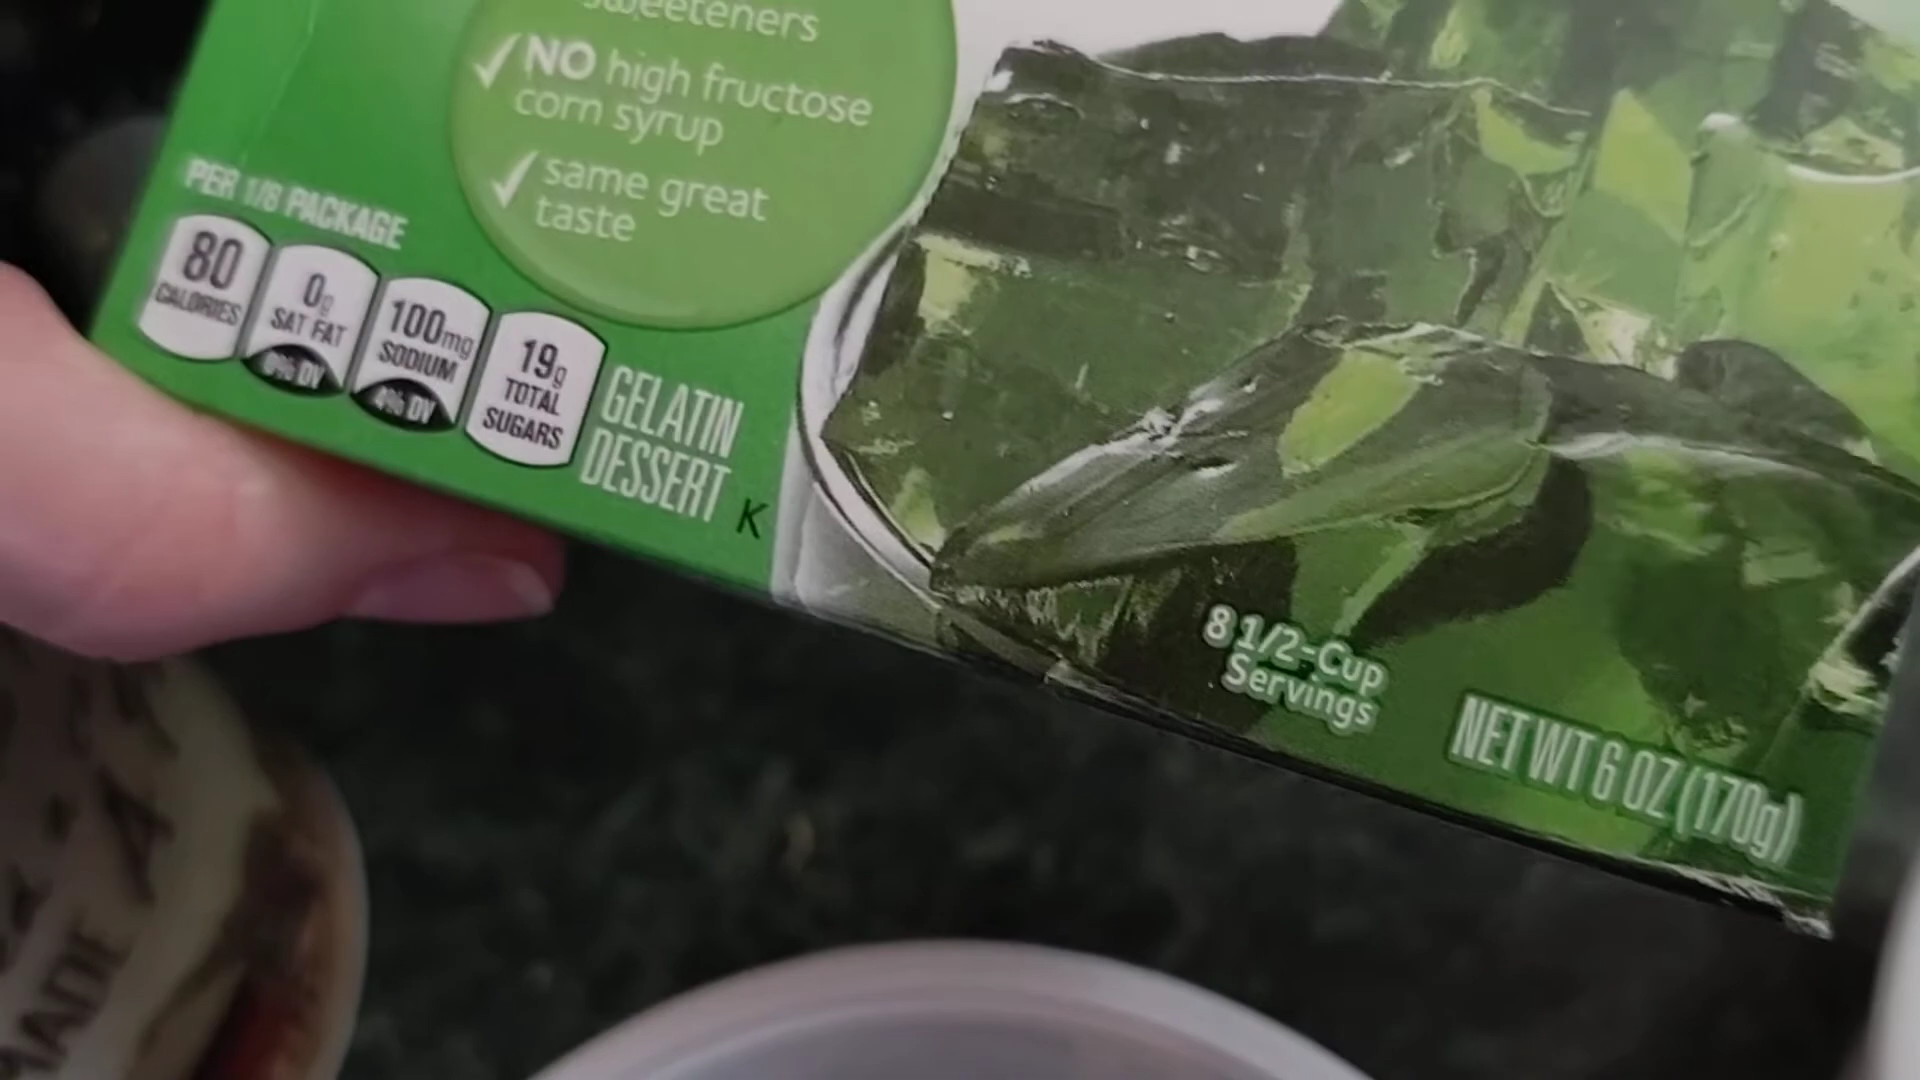 sweeteners
NO high fructose
corn syrup
same great
taste
PER 1/8 PACKAGE
80
CALORIES
0g
SAT FAT
0% DV
100mg
SODIUM
4% DV
19g
TOTAL
SUGARS
GELATIN
DESSERT
K
8 1/2-Cup
Servings
NET WT 6 OZ (170g)